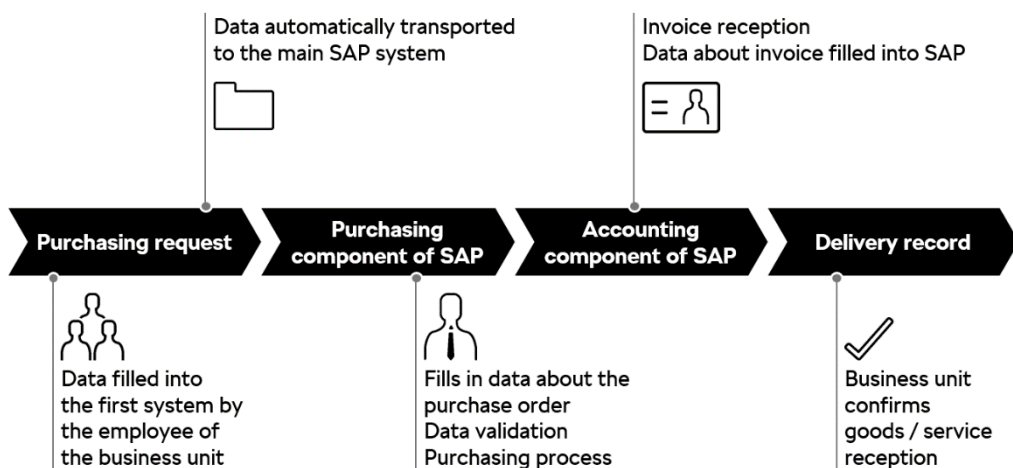 Data automatically transported
to the main SAP system
Invoice reception
Data about invoice filled into SAP
Purchasing request
Purchasing
component of SAP
Accounting
component of SAP
Delivery record
Data filled into
the first system by
the employee of
the business unit
Fills in data about the
purchase order
Data validation
Purchasing process
Business unit
confirms
goods / service
reception